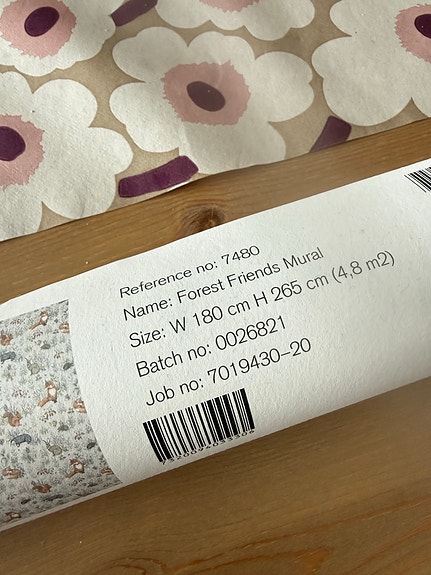 Reference no: 7480
Name: Forest Friends Mural
Size: W 180 cm H 265 cm (4,8 m2)
Batch no: 0026821
Job no: 7019430-20